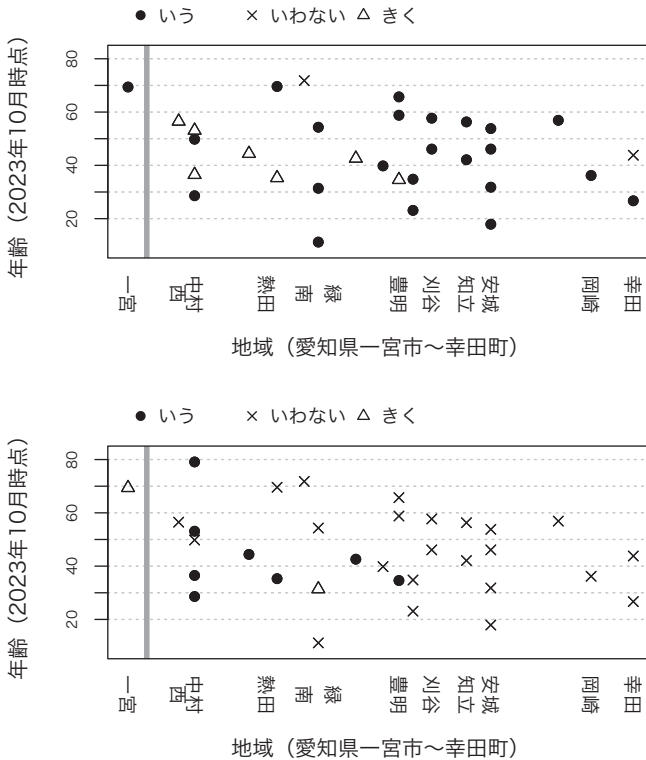 ● いう × いわない △ きく
年齢（2023年10月時点）
80
60
40
20
一宮 西 中村 熱田 南 緑 豊明 刈谷 知立 安城 岡崎 幸田
地域（愛知県一宮市～幸田町）
● いう × いわない △ きく
年齢（2023年10月時点）
80
60
40
20
一宮 西 中村 熱田 南 緑 豊明 刈谷 知立 安城 岡崎 幸田
地域（愛知県一宮市～幸田町）